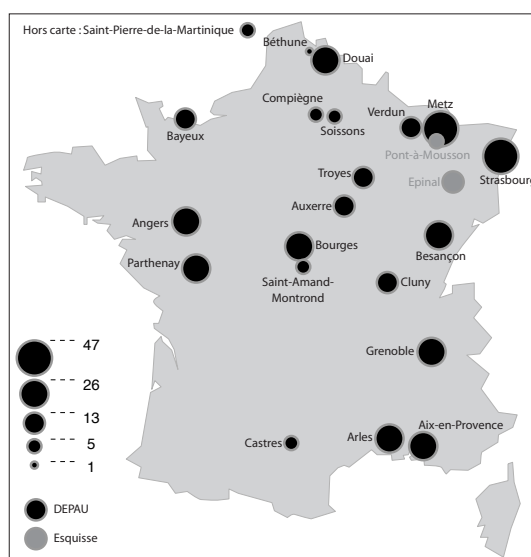 Hors carte : Saint-Pierre-de-la-Martinique
Béthune
Douai
Compiègne
Soissons
Verdun
Metz
Bayeux
Pont-à-Mousson
Strasbourg
Troyes
Epinal
Auxerre
Angers
Bourges
Besançon
Parthenay
Saint-Amand-
Montrond
Cluny
47
Grenoble
26
13
Aix-en-Provence
Arles
Castres
5
1
DEPAU
Esquisse